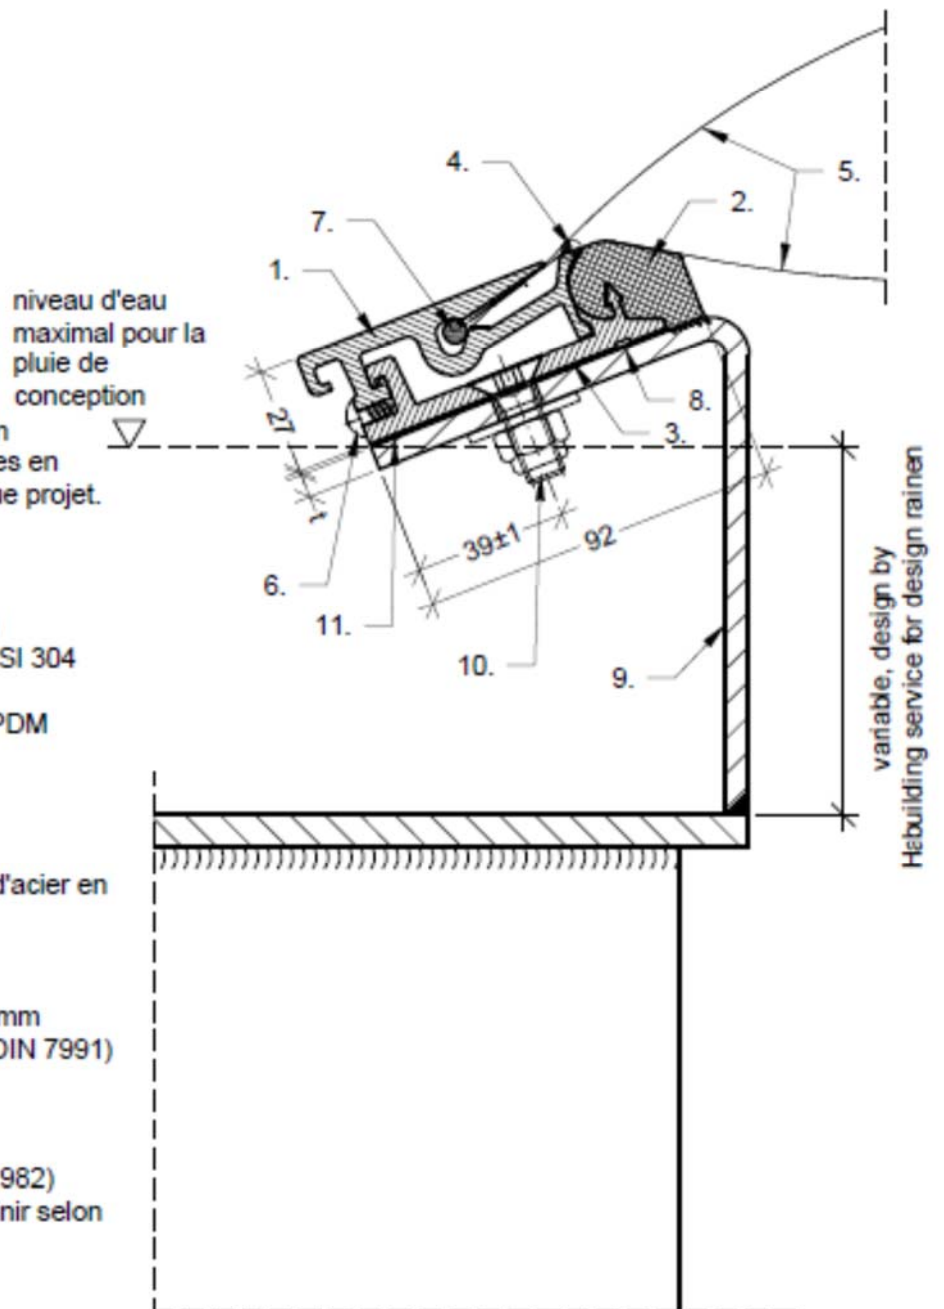 4.
5.
7.
2.
1.
niveau d'eau
maximal pour la
pluie de
conception
27
8.
3.
n
es en
ue projet.
t
39±1
92
6.
11.
10.
9.
SI 304
PDM
variable, design by
Habuilding service for design rainen
d'acier en
mm
DIN 7991)
982)
nir selon